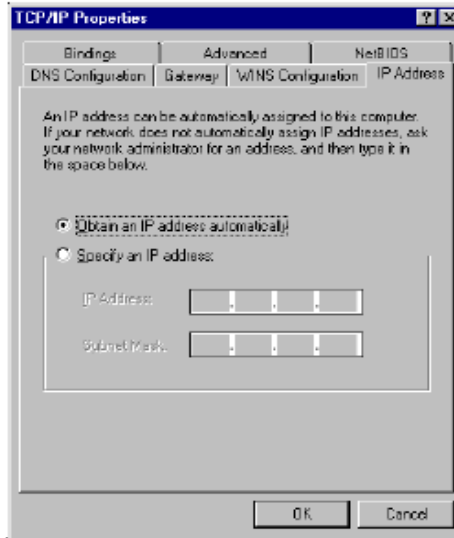 TCP/IP Properties
Bindings Advanced NetBIOS
DNS Configuration Gateway WINS Configuration IP Address
An IP address can be automatically assigned to this computer.
If your network does not automatically assign IP addresses, ask
your network administrator for an address, and then type it in
the space below.
Obtain an IP address automatically
Specify an IP address:
IP Address:
Subnet Mask:
OK Cancel